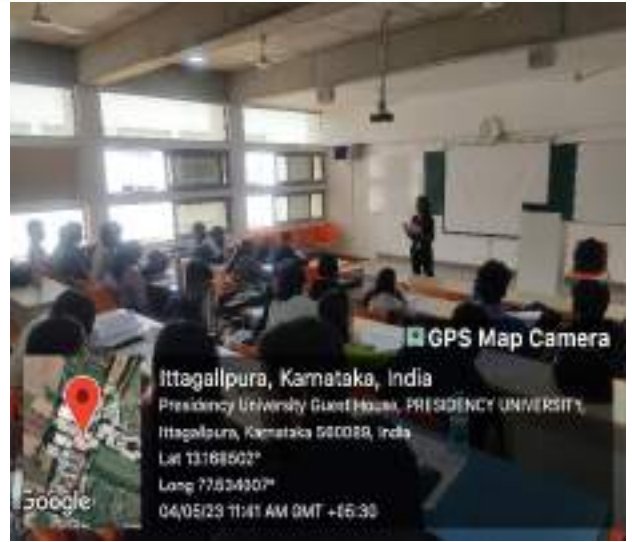 GPS Map Camera
Ittagallpura, Karnataka, India
Presidency University Guest House, PRESIDENCY UNIVERSITY,
Ittagallpura, Karnataka 560089, India
Lat 13.168502°
Long 77.534007°
04/05/23 11:41 AM GMT +05:30
Google